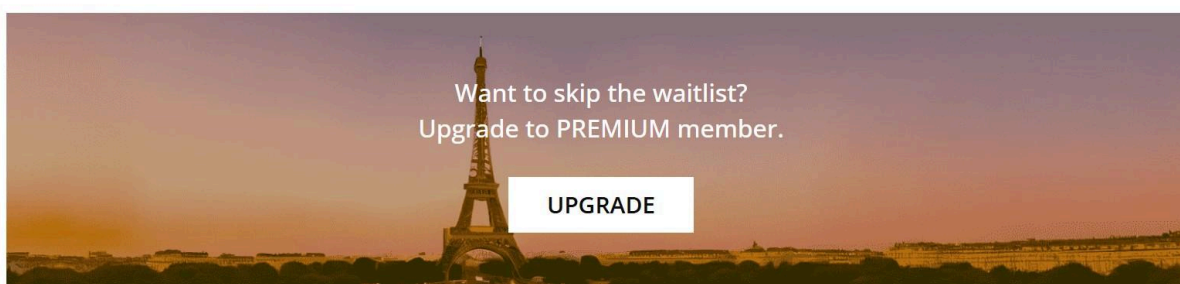 Want to skip the waitlist?
Upgrade to PREMIUM member.
UPGRADE